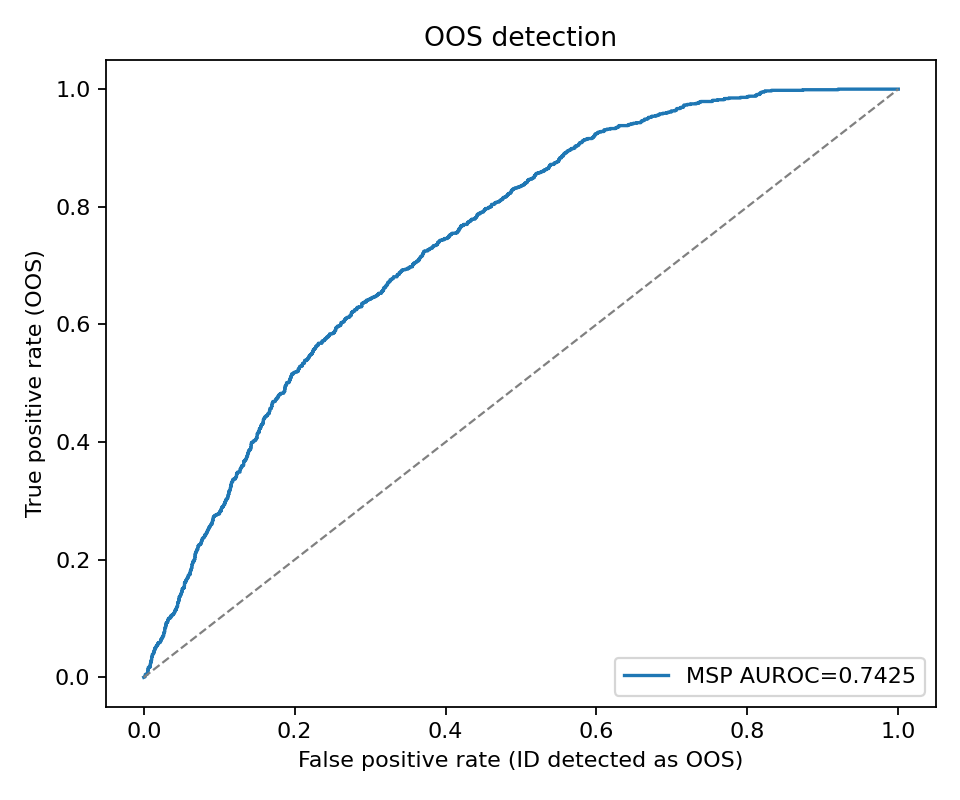 OOS detection
1.0
0.8
0.6
0.4
0.2
0.0
True positive rate (OOS)
MSP AUROC=0.7425
0.0 0.2 0.4 0.6 0.8 1.0
False positive rate (ID detected as OOS)